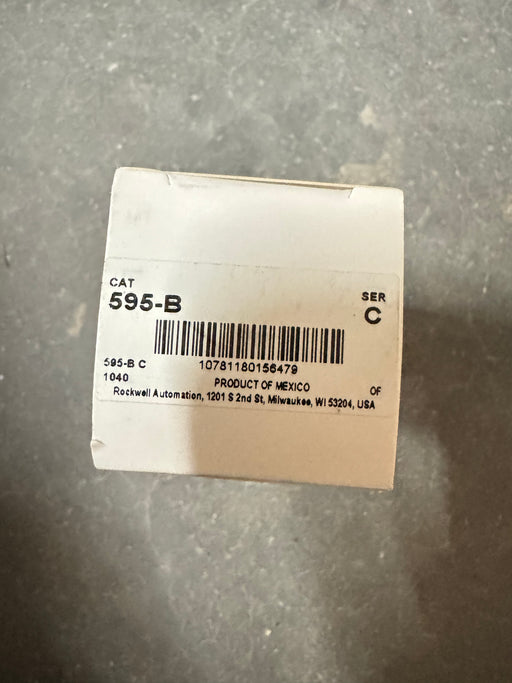 CAT
595-B
SER
C
595-B C
10781180156479
1040
PRODUCT OF MEXICO
OF
Rockwell Automation, 1201 S 2nd St, Milwaukee, WI 53204, USA